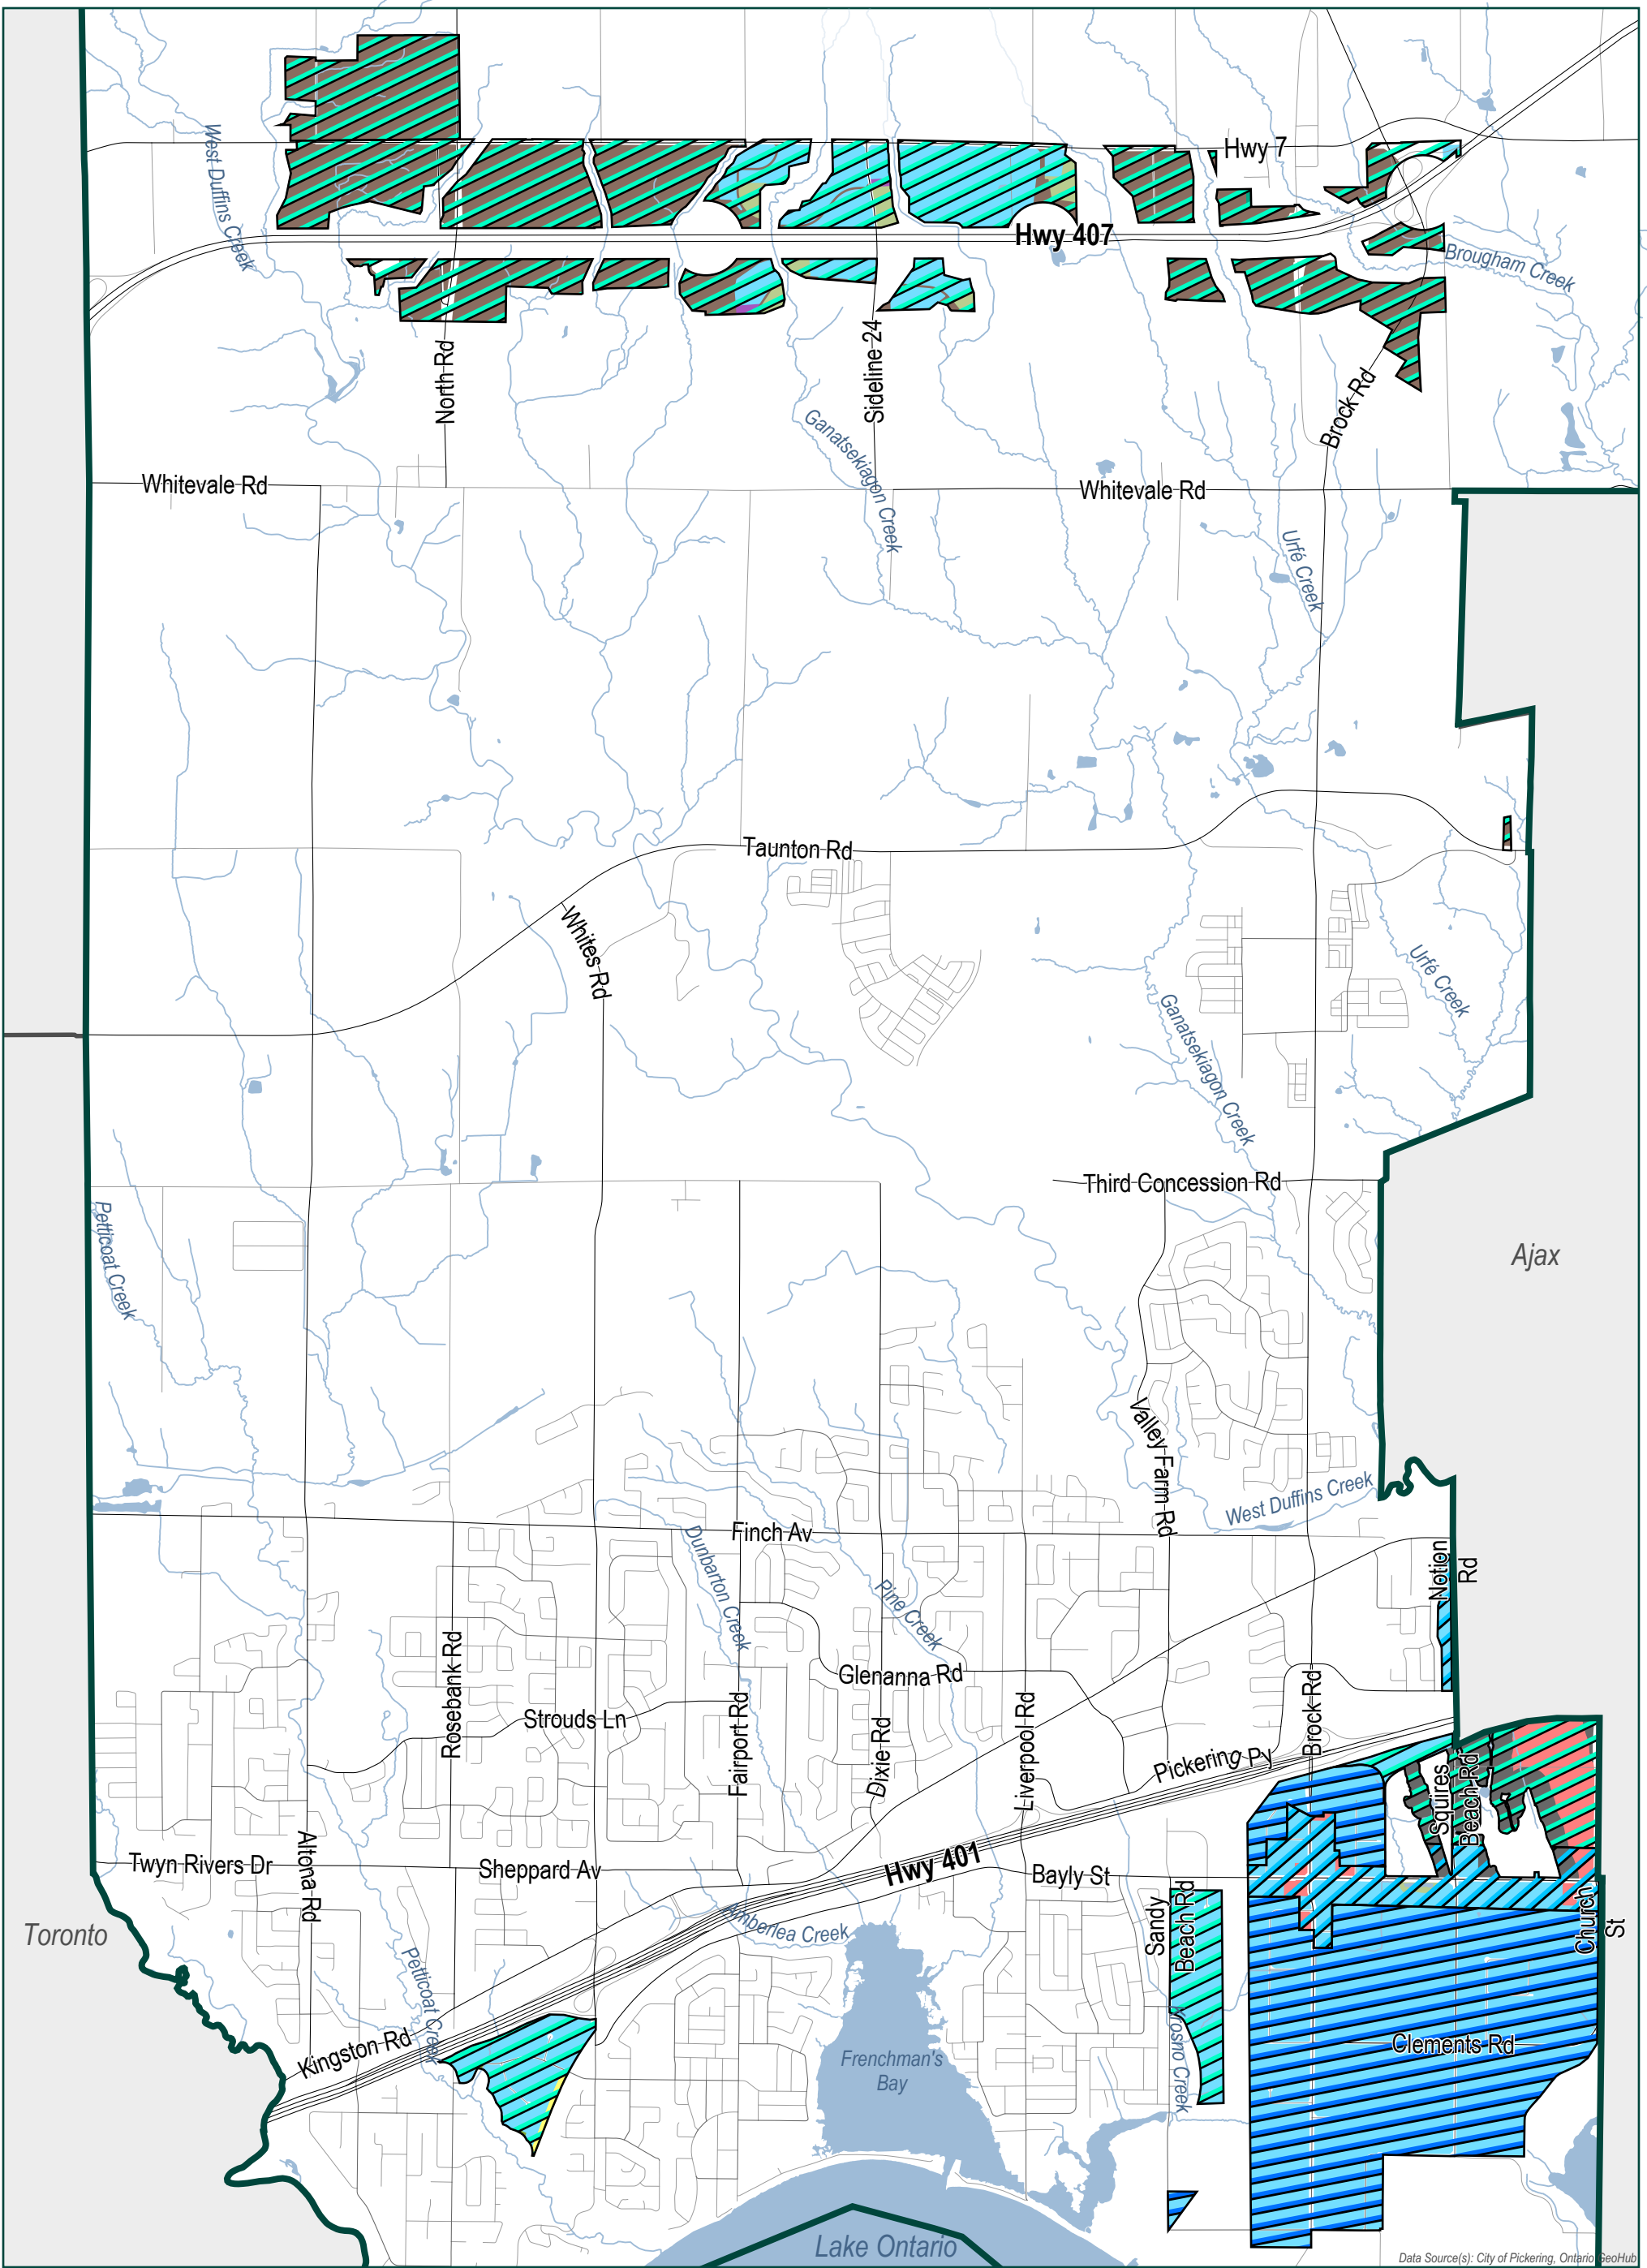 Hwy 7
West Duffins Creek
Hwy 407
Brougham Creek
North Rd
Sideline 24
Brock Rd
Ganatsekiagon Creek
Whitevale Rd
Whitevale Rd
Urfé Creek
Taunton Rd
Whites Rd
Urfé Creek
Ganatsekiagon Creek
Third Concession Rd
Petticoat Creek
Ajax
Valley Farm Rd
West Duffins Creek
Finch Av
Notion
Rd
Dunbarton Creek
Pine Creek
Rosebank Rd
Glenanna Rd
Strouds Ln
Fairport Rd
Dixie Rd
Liverpool Rd
Brock Rd
Pickering Py
Squires
Beach Rd
Altona Rd
Twyn Rivers Dr
Sheppard Av
Hwy 401
Bayly St
Sandy
Beach Rd
Church
St
Toronto
Amberlea Creek
Petticoat Creek
Kingston Rd
Krosno Creek
Clements Rd
Frenchman's
Bay
Lake Ontario
Data Source(s): City of Pickering, Ontario GeoHub